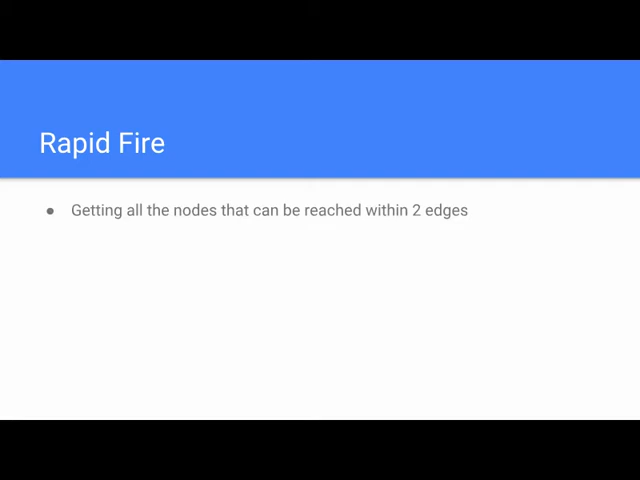 Rapid Fire
● Getting all the nodes that can be reached within 2 edges